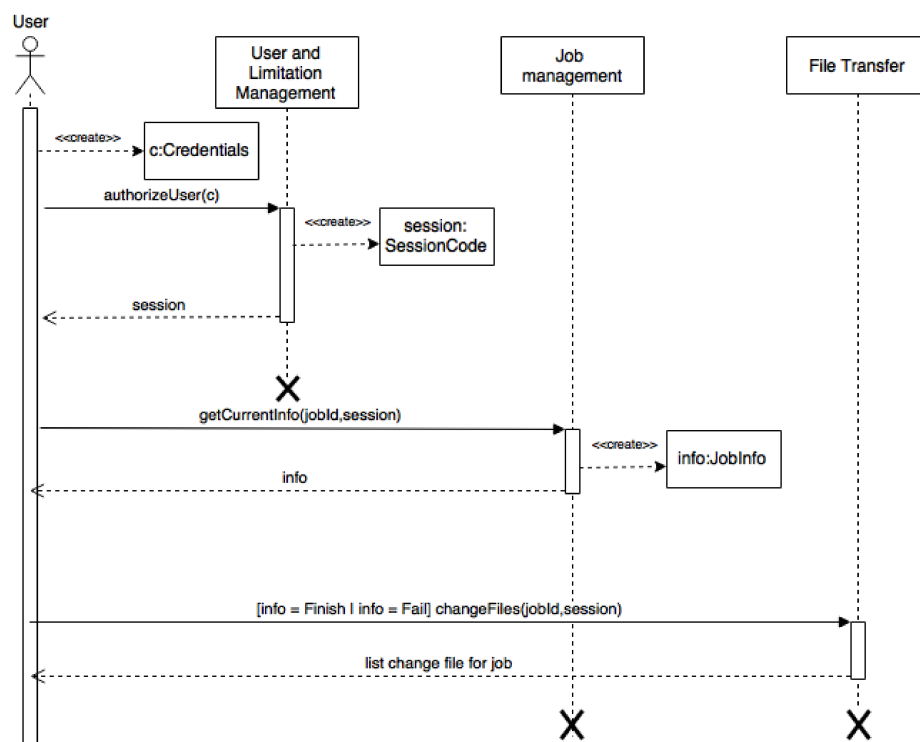 User
User and
Limitation
Management
Job
management
File Transfer
<<create>>
c:Credentials
authorizeUser(c)
<<create>>
session:
SessionCode
session
getCurrentInfo(jobId,session)
<<create>>
info:JobInfo
info
[info = Finish | info = Fail] changeFiles(jobId,session)
list change file for job